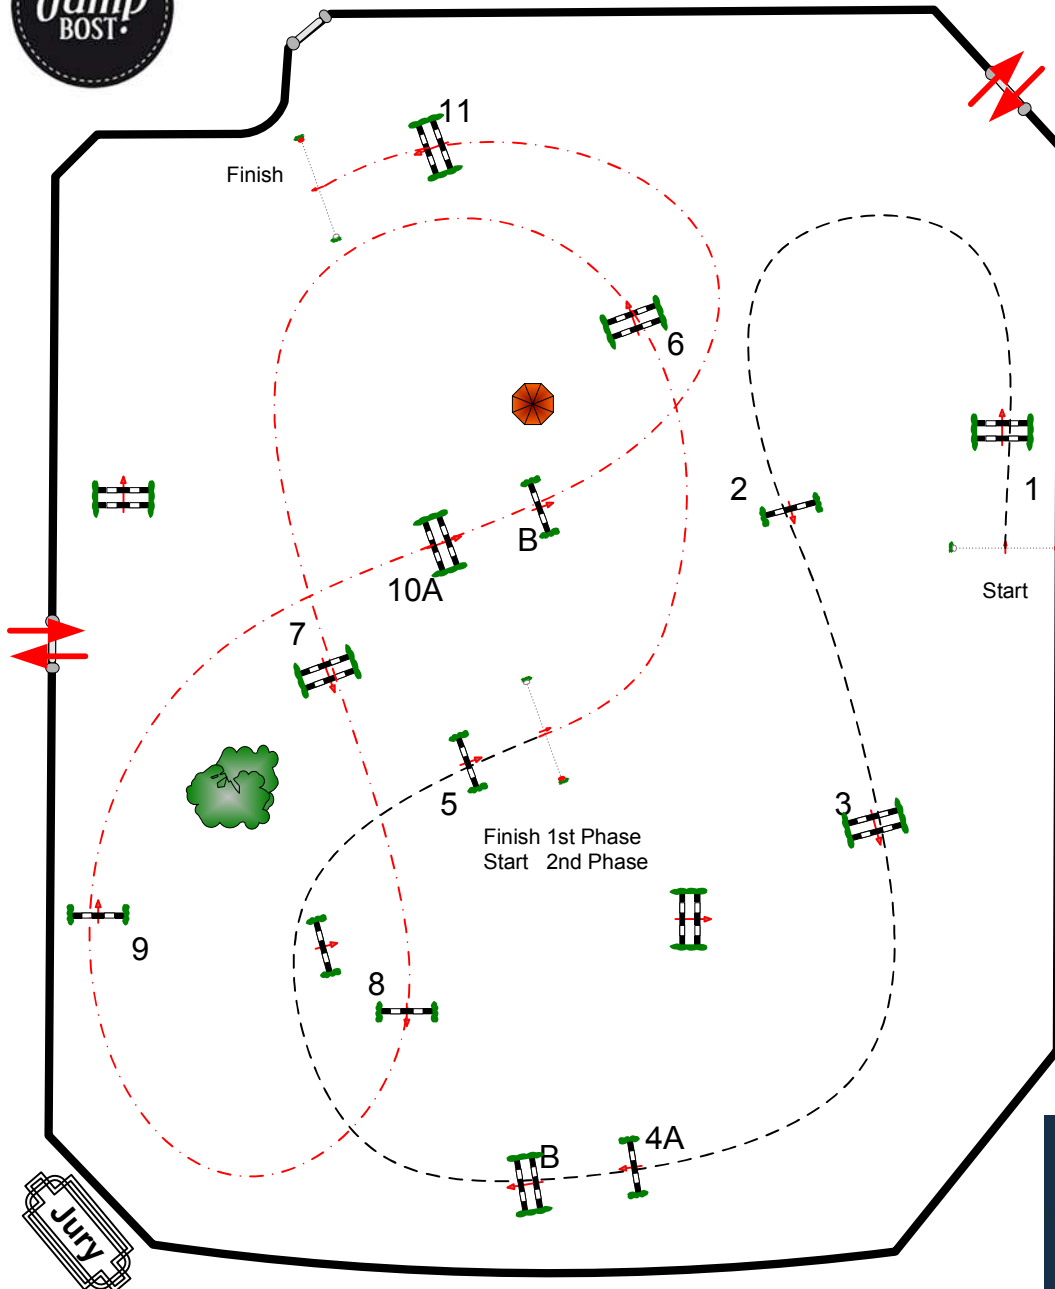 Jump
BOST•
11
Finish
6
2
1
B
10A
Start
7
5
3
Finish 1st Phase
Start 2nd Phase
9
8
4A
B
Jury